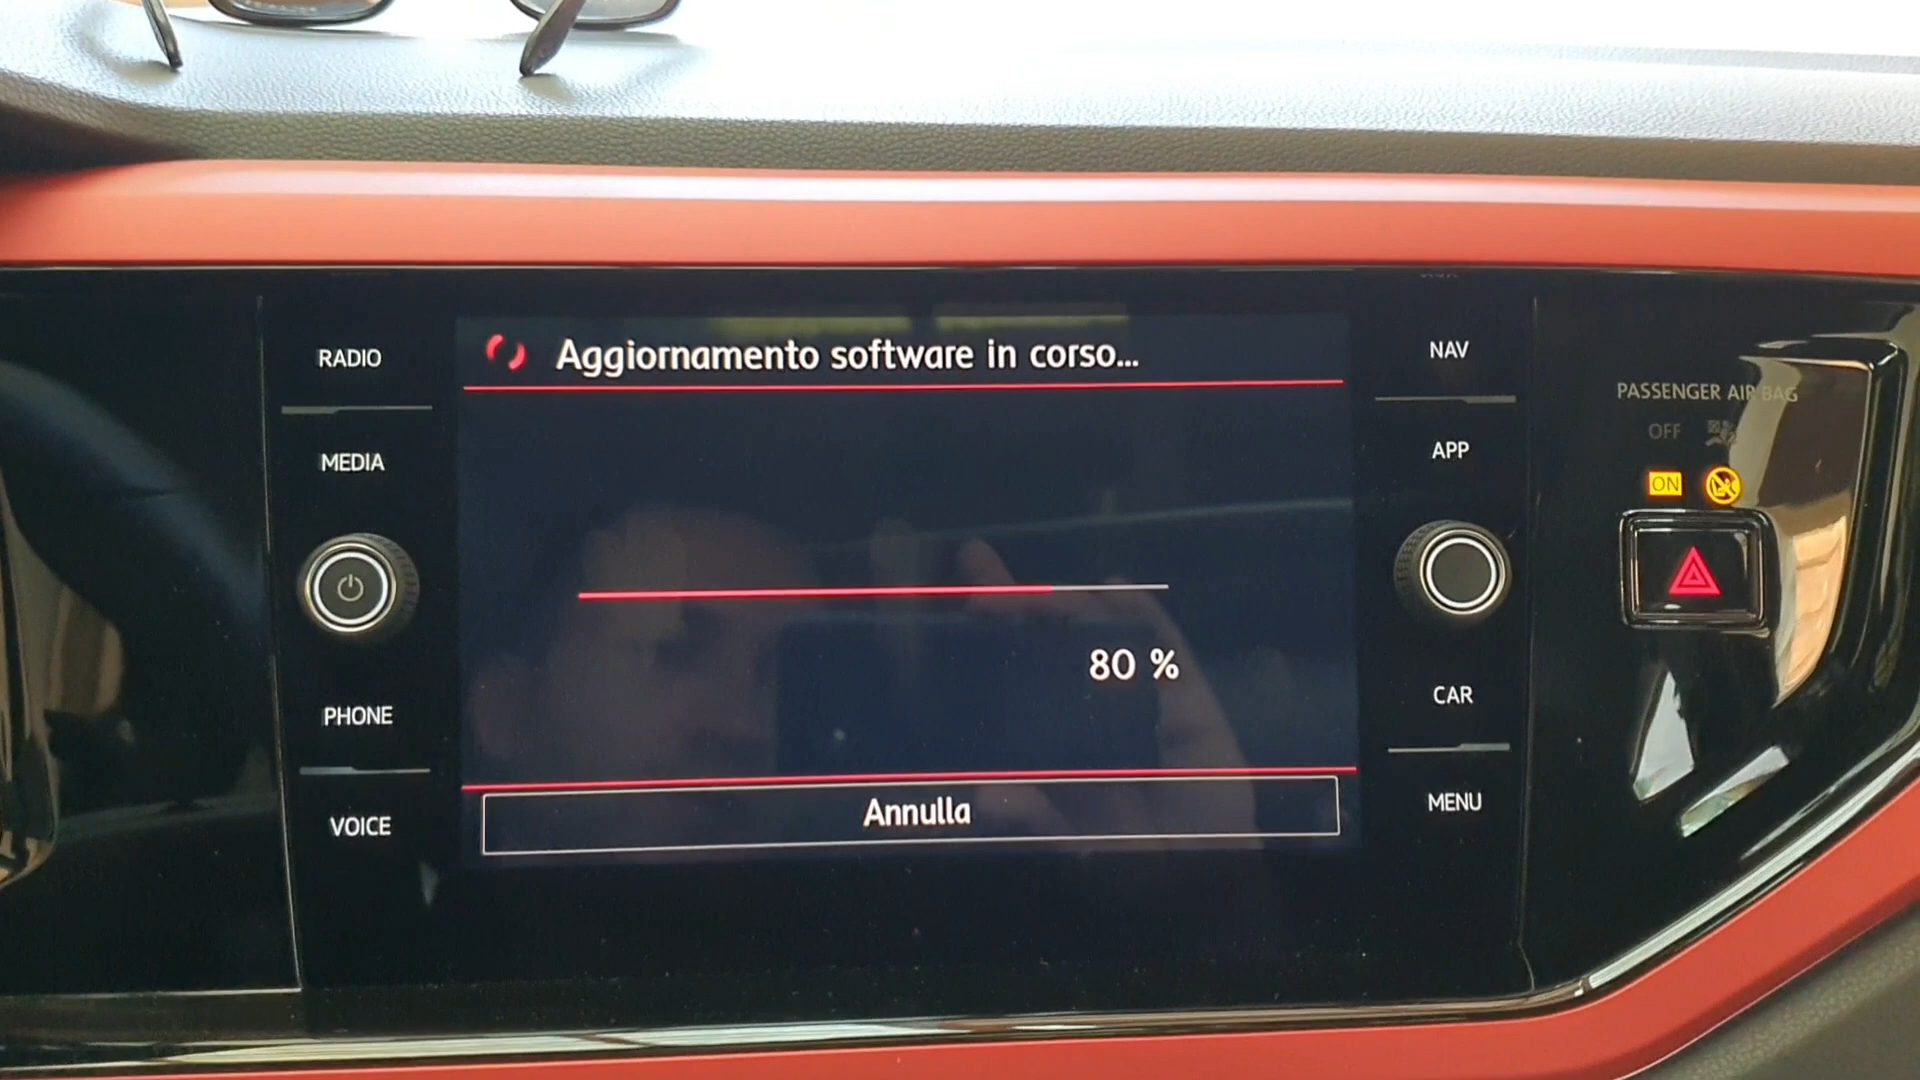 Aggiornamento software in corso...
80 %
Annulla
RADIO
MEDIA
PHONE
VOICE
NAV
APP
CAR
MENU
PASSENGER AIR BAG
OFF
ON